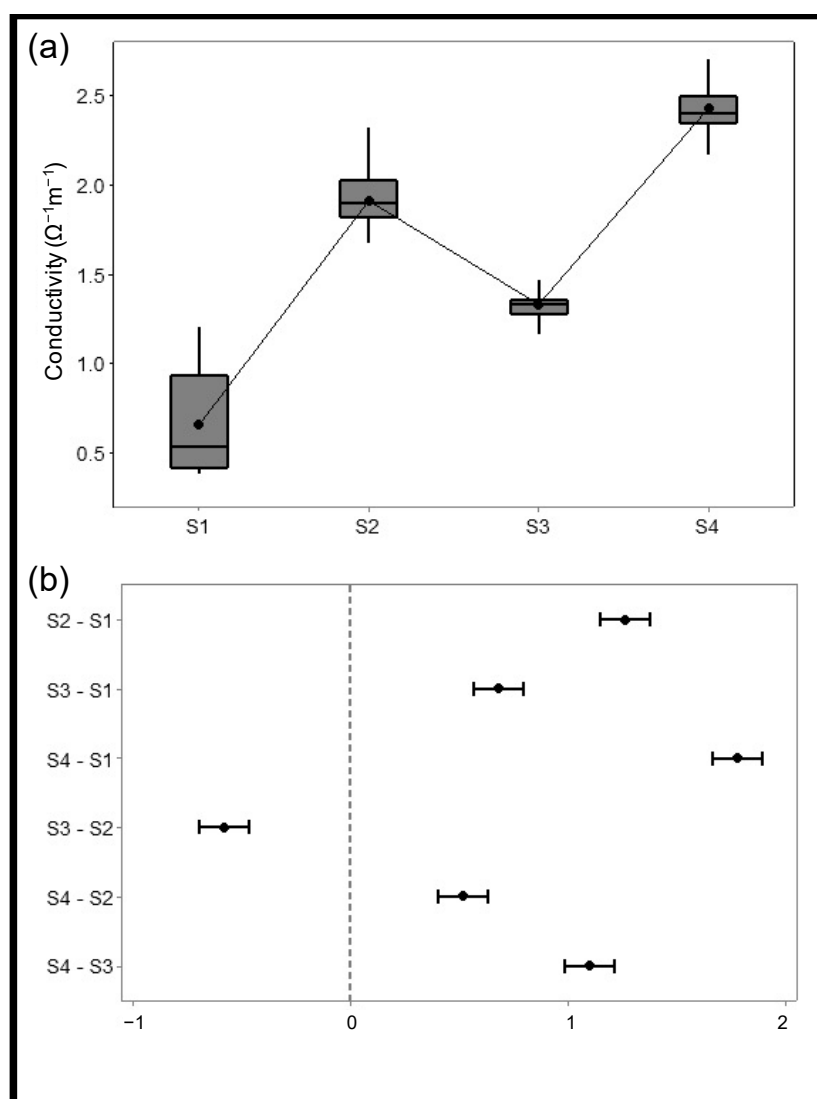 (a)
Conductivity (Ω⁻¹m⁻¹)
2.5
2.0
1.5
1.0
0.5
S1 S2 S3 S4
(b)
S2 - S1
S3 - S1
S4 - S1
S3 - S2
S4 - S2
S4 - S3
−1 0 1 2